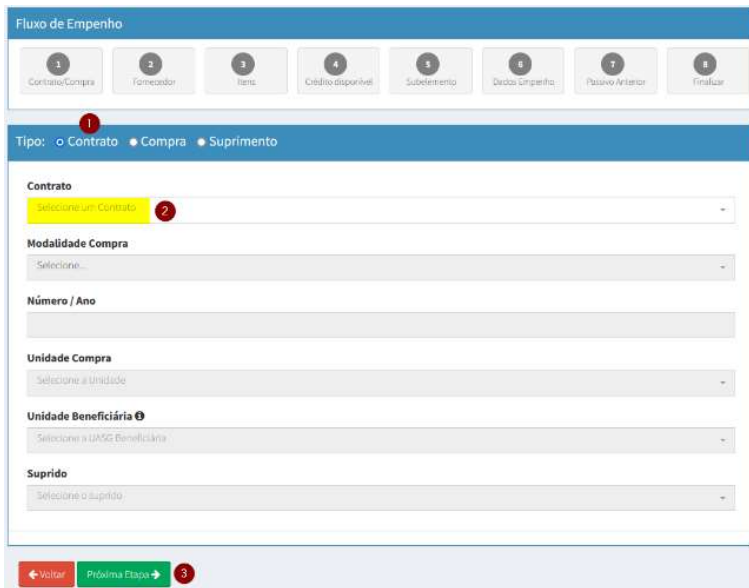 Fluxo de Empenho
1 2 3 4 5 6 7 8
Contrato/Compra Fornecedor Itens Crédito disponível Subelemento Dados Empenho Passivo Anterior Finalizar
1
Tipo: Contrato Compra Suprimento
Contrato
Selecione um Contrato 2
Modalidade Compra
Selecione...
Número / Ano
Unidade Compra
Selecione a Unidade
Unidade Beneficiária
Selecione a UASG Beneficiária
Suprido
Selecione o suprido
Voltar Próxima Etapa 3